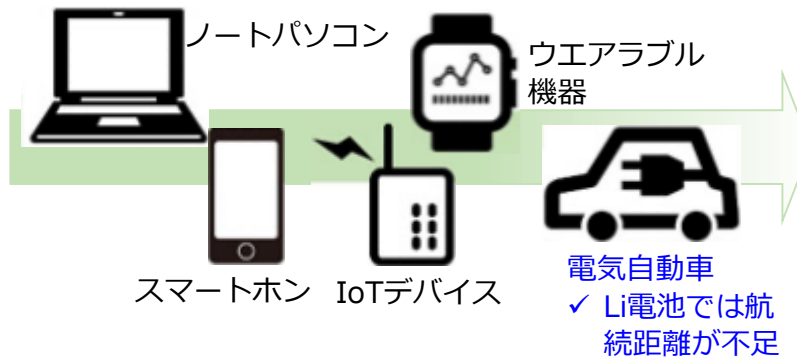 ノートパソコン
ウエアラブル
機器
スマートホン
IoTデバイス
電気自動車
✓ Li電池では航
続距離が不足